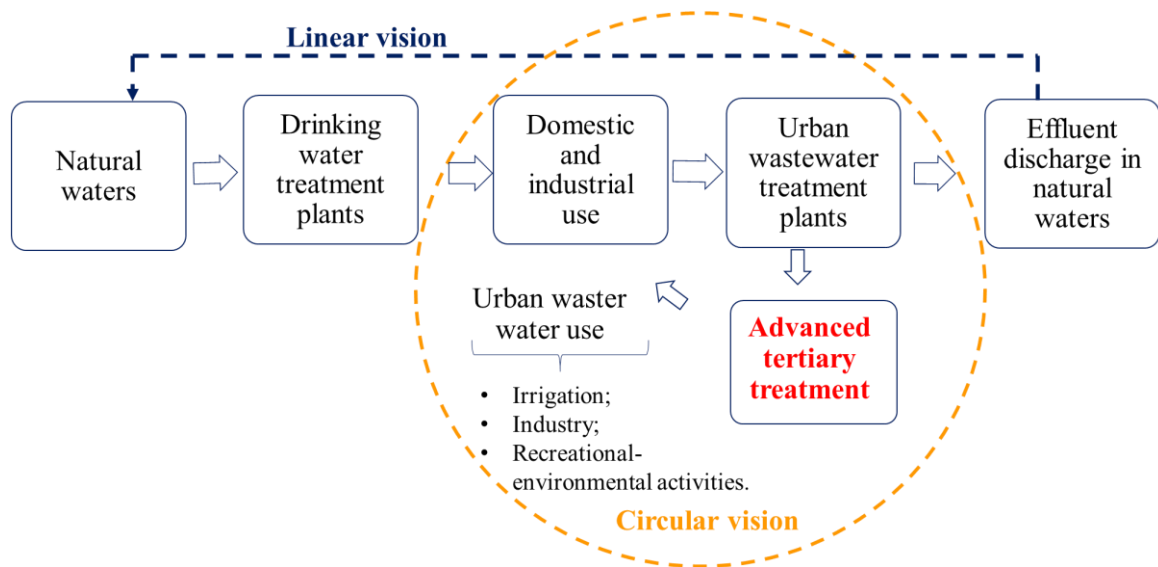 Linear vision
Natural
waters
Drinking
water
treatment
plants
Domestic
and
industrial
use
Urban
wastewater
treatment
plants
Effluent
discharge in
natural
waters
Urban waster
water use
• Irrigation;
• Industry;
• Recreational-
environmental activities.
Advanced
tertiary
treatment
Circular vision